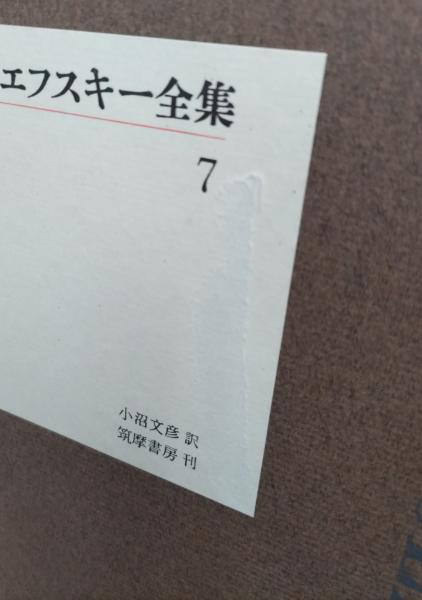 エフスキー全集
7
小沼文彦 訳
筑摩書房 刊